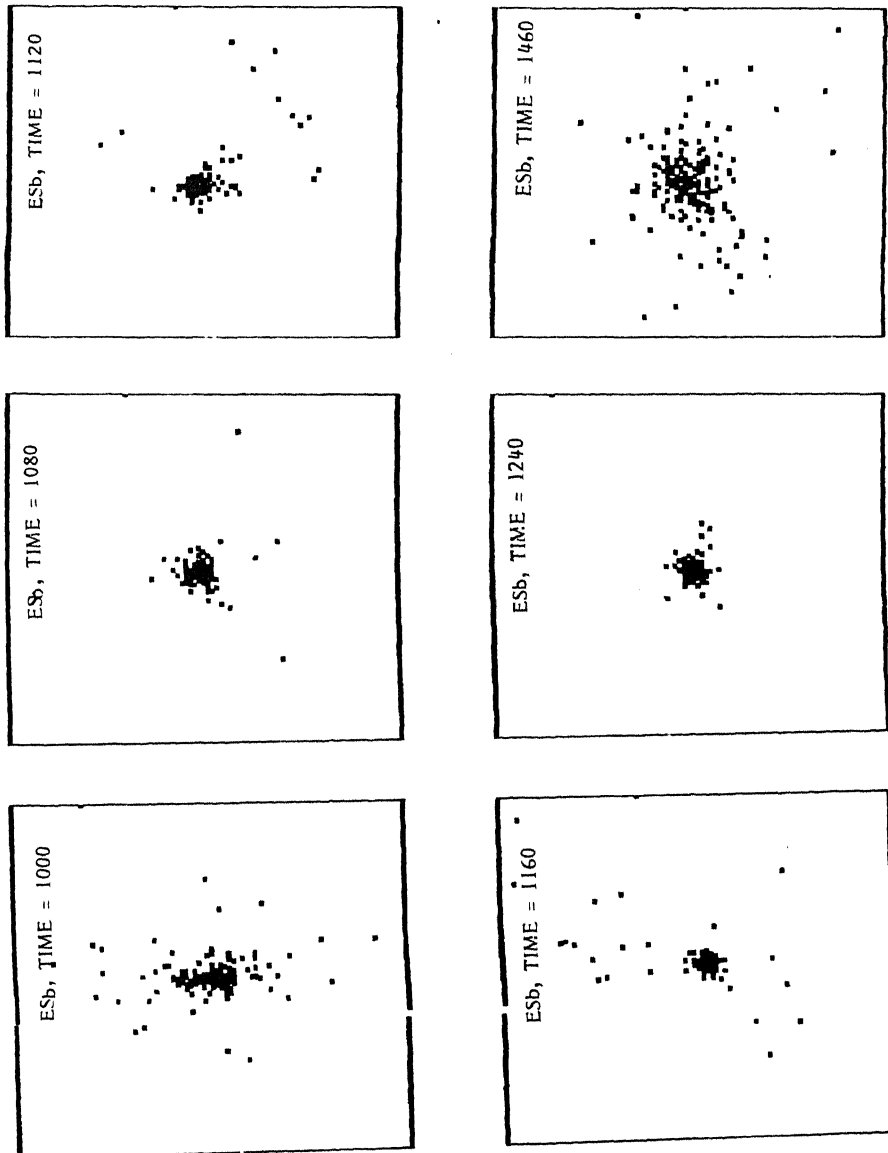 ESb, TIME = 1000
ESb, TIME = 1080
ESb, TIME = 1120
ESb, TIME = 1160
ESb, TIME = 1240
ESb, TIME = 1460